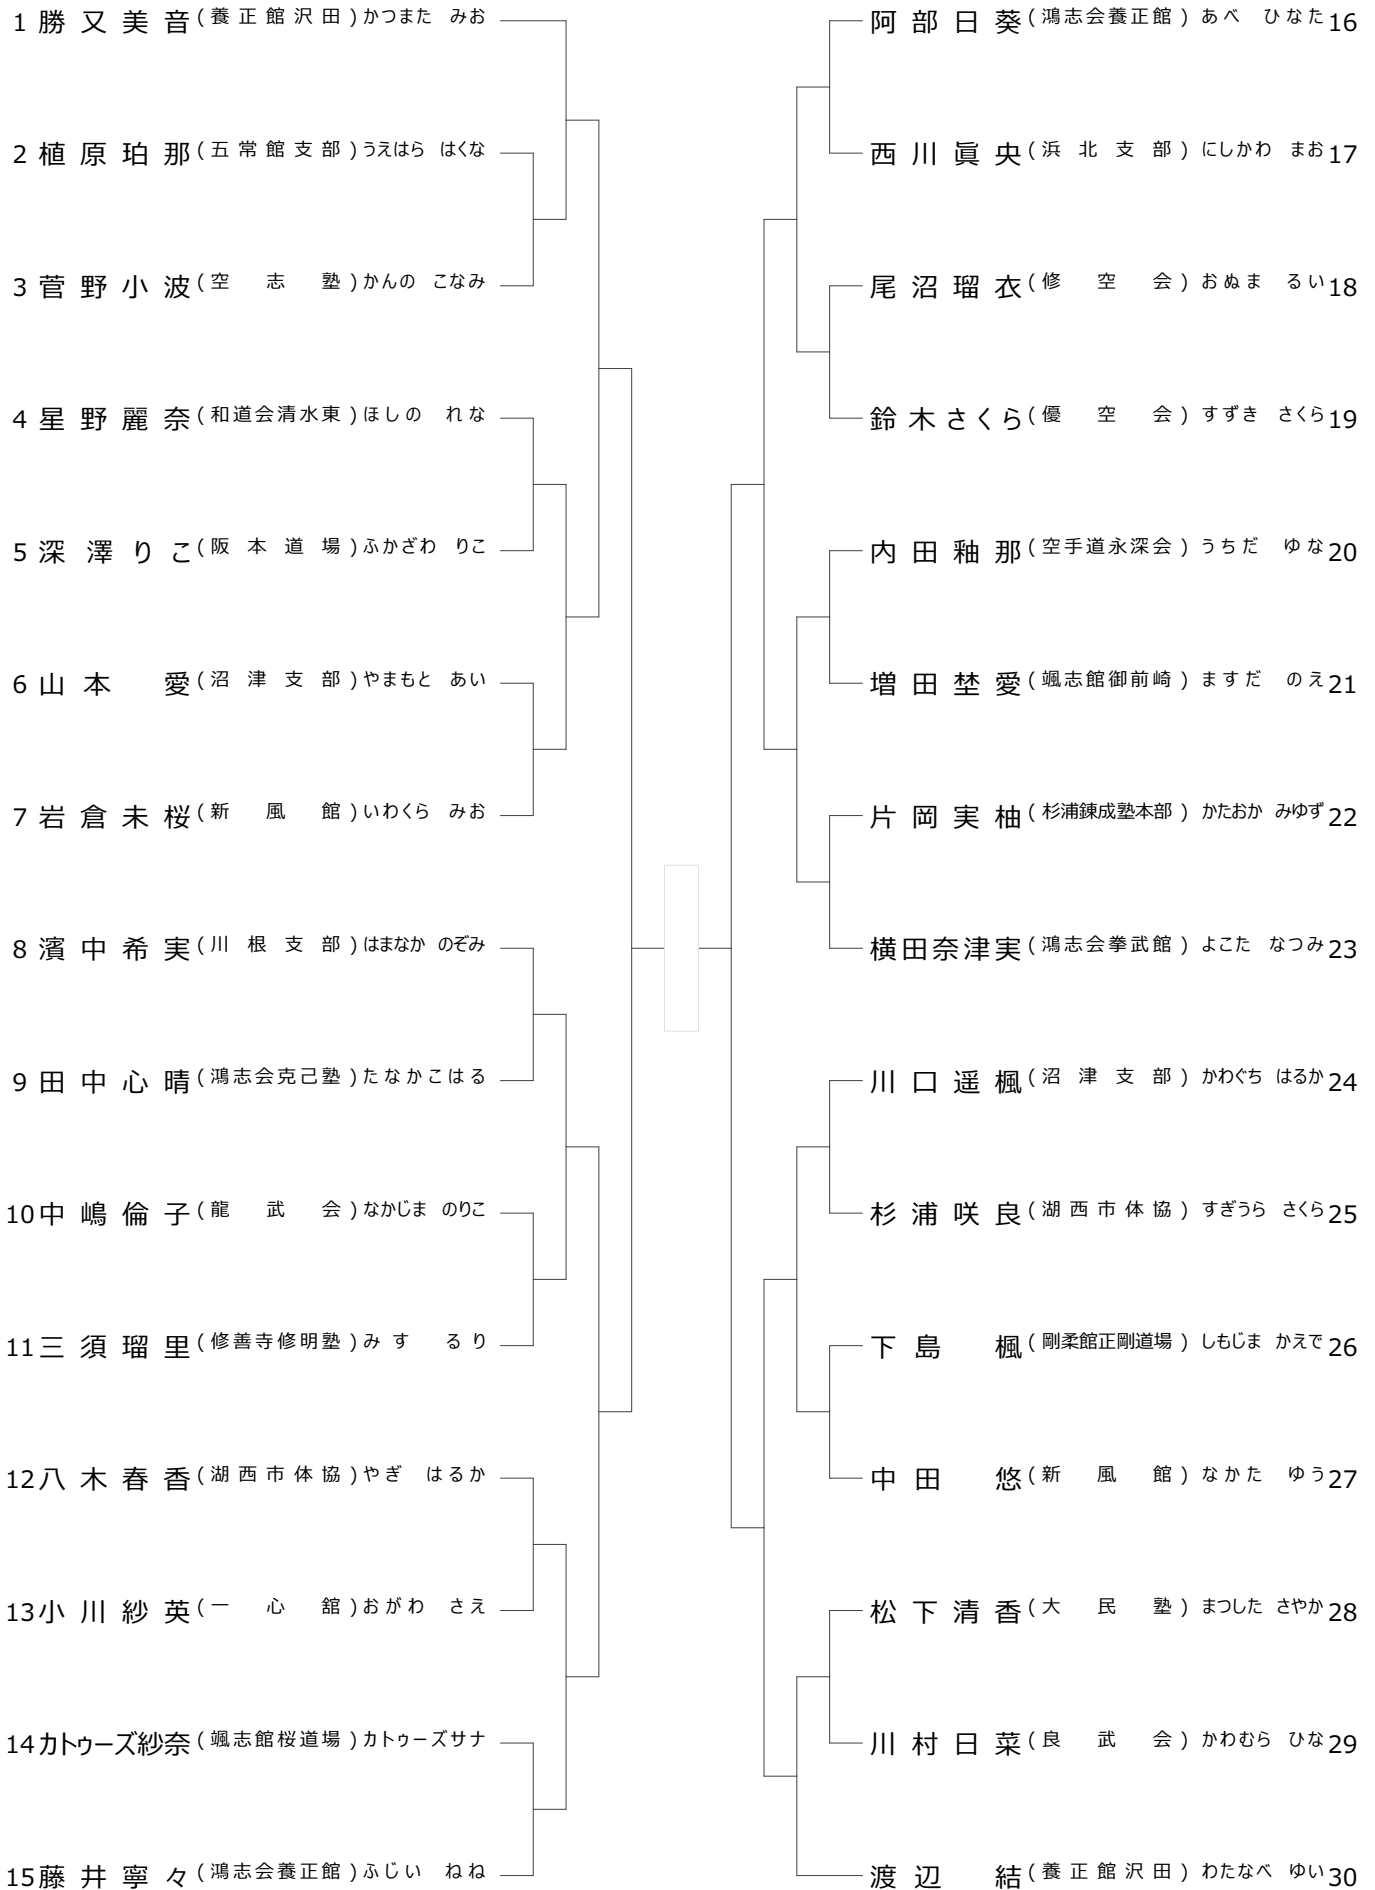 1 勝又美音 (養正館沢田) かつまた みお
2 植原珀那 (五常館支部) うえはら はくな
3 菅野小波 (空志塾) かんの こなみ
4 星野麗奈 (和道会清水東) ほしの れな
5 深澤りこ (阪本道場) ふかざわ りこ
6 山本 愛 (沼津支部) やまもと あい
7 岩倉未桜 (新風館) いわくら みお
8 濱中希実 (川根支部) はまなか のぞみ
9 田中心晴 (鴻志会克己塾) たなかこはる
10 中嶋倫子 (龍武会) なかじま のりこ
11 三須瑠里 (修善寺修明塾) みす るり
12 八木春香 (湖西市体協) やぎ はるか
13 小川紗英 (一心舘) おがわ さえ
14 カトゥーズ紗奈 (颯志館桜道場) カトゥーズサナ
15 藤井寧々 (鴻志会養正館) ふじい ねね
阿部日葵 (鴻志会養正館) あべ ひなた 16
西川眞央 (浜北支部) にしかわ まお 17
尾沼瑠衣 (修空会) おぬま るい 18
鈴木さくら (優空会) すずき さくら 19
内田釉那 (空手道永深会) うちだ ゆな 20
増田埜愛 (颯志館御前崎) ますだ のえ 21
片岡実柚 (杉浦錬成塾本部) かたおか みゆず 22
横田奈津実 (鴻志会拳武館) よこた なつみ 23
川口遥楓 (沼津支部) かわぐち はるか 24
杉浦咲良 (湖西市体協) すぎうら さくら 25
下島 楓 (剛柔館正剛道場) しもじま かえで 26
中田 悠 (新風館) なかた ゆう 27
松下清香 (大民塾) まつした さやか 28
川村日菜 (良武会) かわむら ひな 29
渡辺 結 (養正館沢田) わたなべ ゆい 30